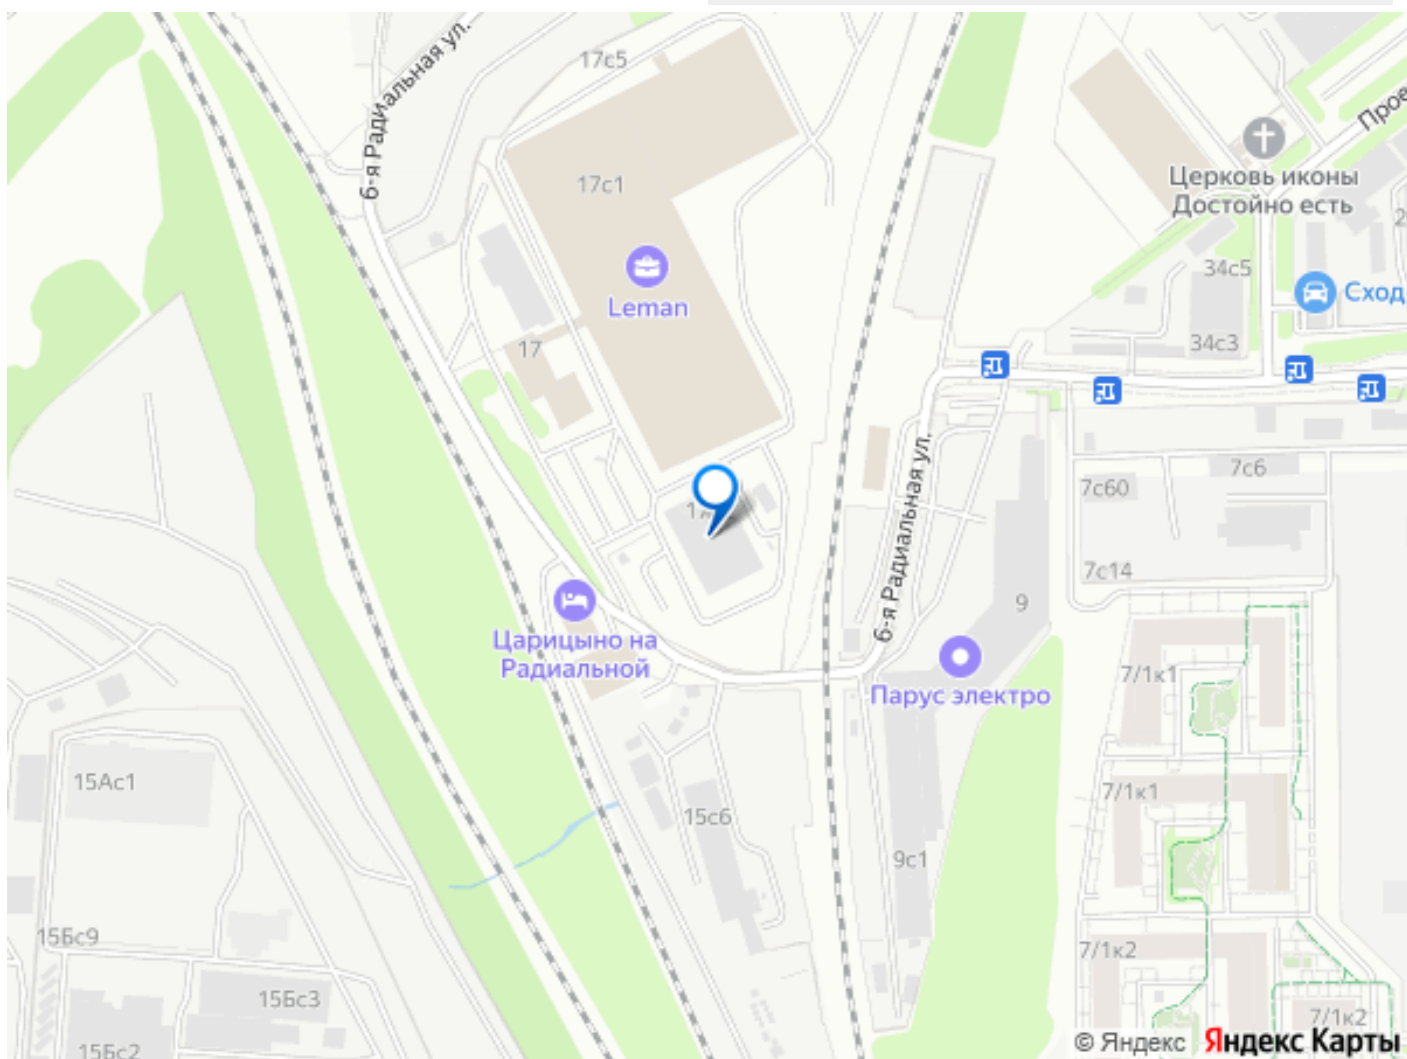 6-я Радиальная ул.
17с5
Прое
17с1
Церковь иконы
Достойно есть
34с5
Leman
Сход
17
34с3
6-я Радиальная ул.
7с6
7с60
7с14
9
Царицыно на
Радиальной
7/1к1
Парус электро
15Ас1
7/1к1
15с6
9с1
15Бс9
7/1к2
15Бс3
7/1к2
15Бс2
© Яндекс Яндекс Карты